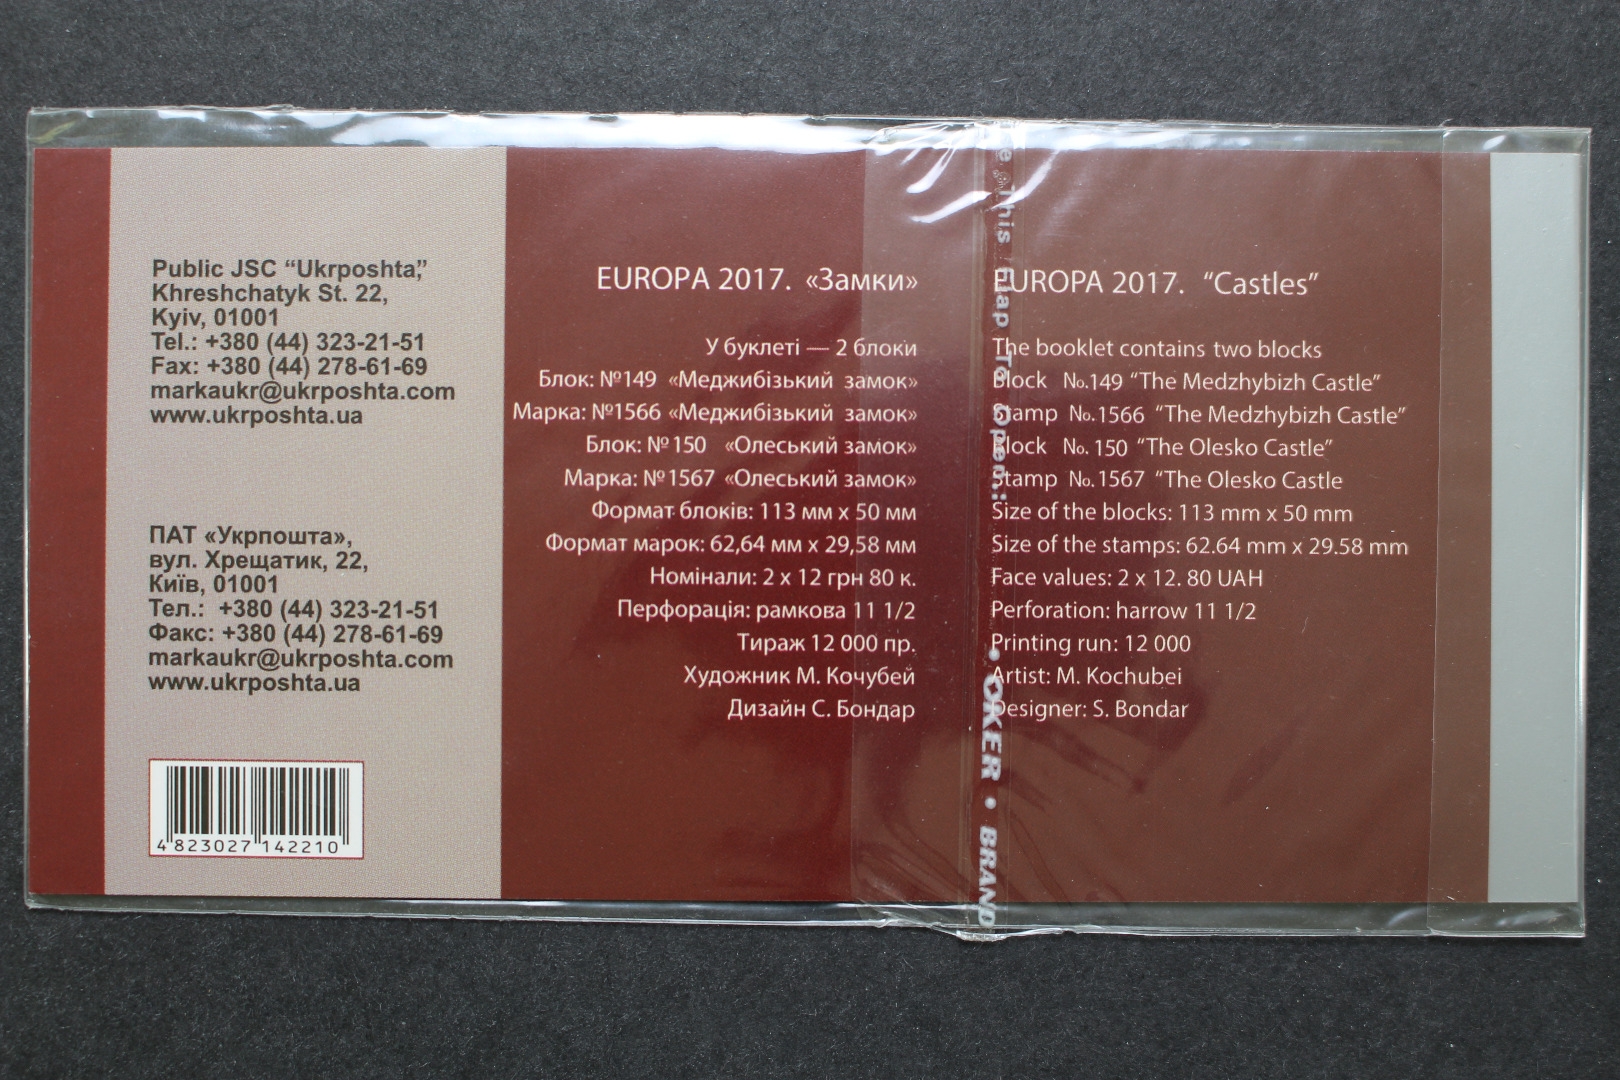 Public JSC “Ukrposhta,”
Khreshchatyk St. 22,
Kyiv, 01001
Tel.: +380 (44) 323-21-51
Fax: +380 (44) 278-61-69
markaukr@ukrposhta.com
www.ukrposhta.ua
ПАТ «Укрпошта»,
вул. Хрещатик, 22,
Київ, 01001
Тел.: +380 (44) 323-21-51
Факс: +380 (44) 278-61-69
markaukr@ukrposhta.com
www.ukrposhta.ua
4 823027 142210
EUROPA 2017. «Замки»
У буклеті — 2 блоки
Блок: №149 «Меджибізький замок»
Марка: №1566 «Меджибізький замок»
Блок: №150 «Олеський замок»
Марка: №1567 «Олеський замок»
Формат блоків: 113 мм x 50 мм
Формат марок: 62,64 мм x 29,58 мм
Номінали: 2 x 12 грн 80 к.
Перфорація: рамкова 11 1/2
Тираж 12 000 пр.
Художник М. Кочубей
Дизайн С. Бондар
EUROPA 2017. “Castles”
The booklet contains two blocks
Block No.149 “The Medzhybizh Castle”
Stamp No.1566 “The Medzhybizh Castle”
Block No. 150 “The Olesko Castle”
Stamp No.1567 “The Olesko Castle
Size of the blocks: 113 mm x 50 mm
Size of the stamps: 62.64 mm x 29.58 mm
Face values: 2 x 12. 80 UAH
Perforation: harrow 11 1/2
Printing run: 12 000
Artist: M. Kochubei
Designer: S. Bondar
This Flap To Open.::
• OKER • BRAND